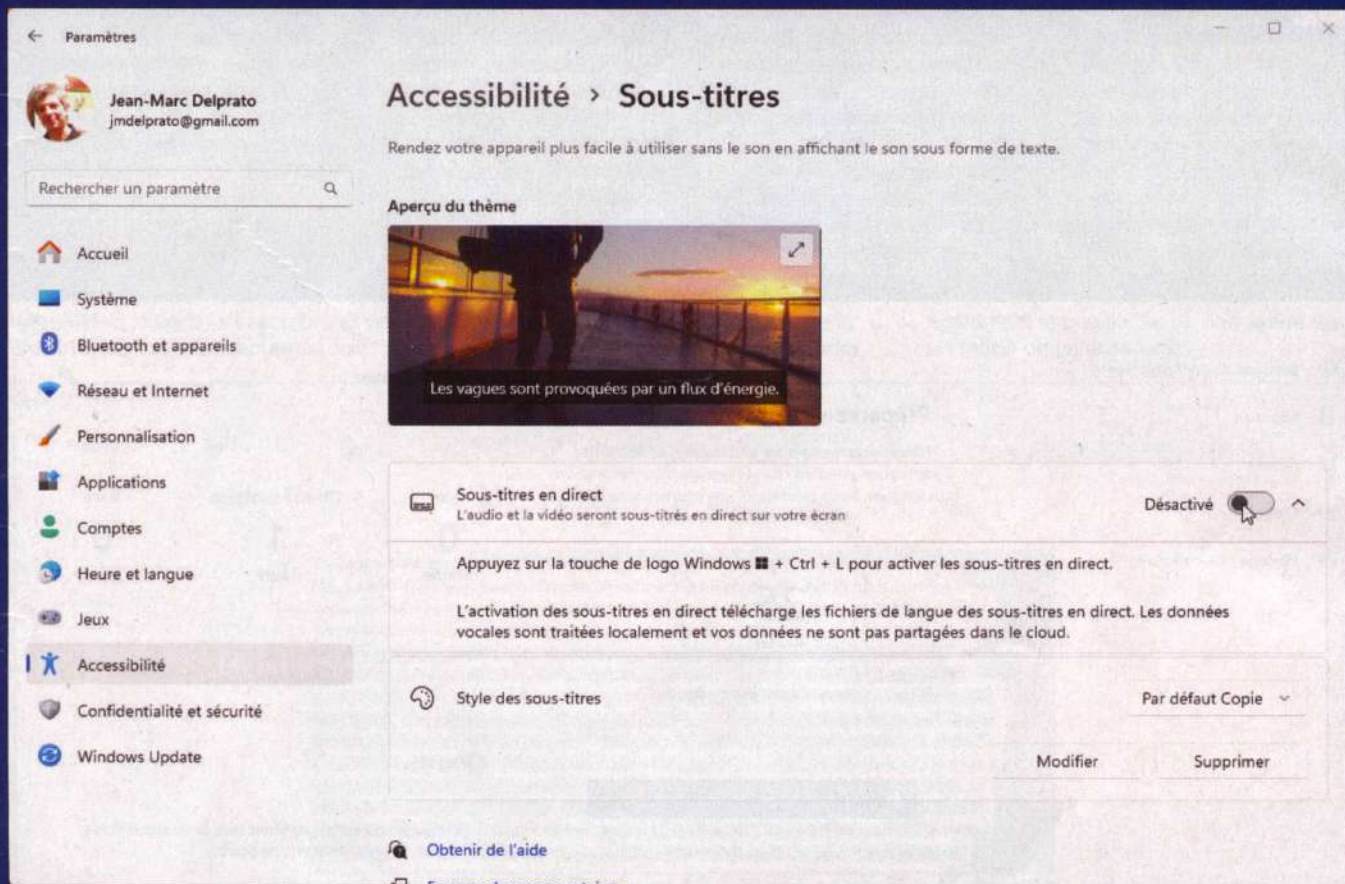 Paramètres
Jean-Marc Delprato
jmdelprato@gmail.com
Rechercher un paramètre
Accueil
Système
Bluetooth et appareils
Réseau et Internet
Personnalisation
Applications
Comptes
Heure et langue
Jeux
Accessibilité
Confidentialité et sécurité
Windows Update
Accessibilité > Sous-titres
Rendez votre appareil plus facile à utiliser sans le son en affichant le son sous forme de texte.
Aperçu du thème
Les vagues sont provoquées par un flux d'énergie.
Sous-titres en direct
L'audio et la vidéo seront sous-titrés en direct sur votre écran
Désactivé
Appuyez sur la touche de logo Windows + Ctrl + L pour activer les sous-titres en direct.
L'activation des sous-titres en direct télécharge les fichiers de langue des sous-titres en direct. Les données
vocales sont traitées localement et vos données ne sont pas partagées dans le cloud.
Style des sous-titres
Par défaut Copie
Modifier
Supprimer
Obtenir de l'aide